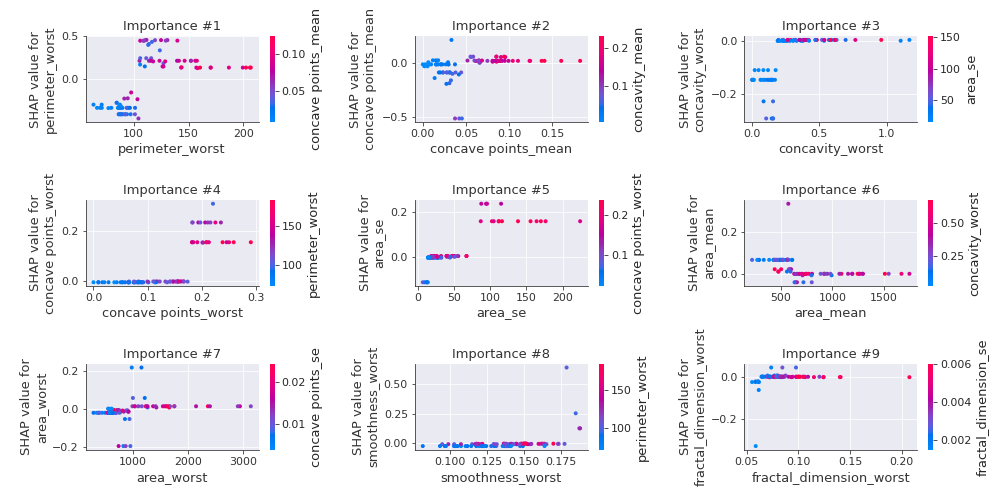 Importance #1
SHAP value for
perimeter_worst
0.5
0.0
100
150
200
perimeter_worst
0.10
0.05
concave points_mean
Importance #2
SHAP value for
concave points_mean
0.0
−0.5
0.00
0.05
0.10
0.15
concave points_mean
0.2
0.1
concavity_mean
Importance #3
SHAP value for
concavity_worst
0.0
−0.2
0.0
0.5
1.0
concavity_worst
150
100
50
area_se
Importance #4
SHAP value for
concave points_worst
0.2
0.0
0.0
0.1
0.2
0.3
concave points_worst
150
100
perimeter_worst
Importance #5
SHAP value for
area_se
0.2
0.0
0
50
100
150
200
area_se
0.2
0.1
concave points_worst
Importance #6
SHAP value for
area_mean
0.2
0.0
500
1000
1500
area_mean
0.50
0.25
concavity_worst
Importance #7
SHAP value for
area_worst
0.2
0.0
−0.2
1000
2000
3000
area_worst
0.02
0.01
concave points_se
Importance #8
SHAP value for
smoothness_worst
0.50
0.25
0.00
0.100
0.125
0.150
0.175
smoothness_worst
150
100
perimeter_worst
Importance #9
SHAP value for
fractal_dimension_worst
0.0
−0.2
0.05
0.10
0.15
0.20
fractal_dimension_worst
0.006
0.004
0.002
fractal_dimension_se